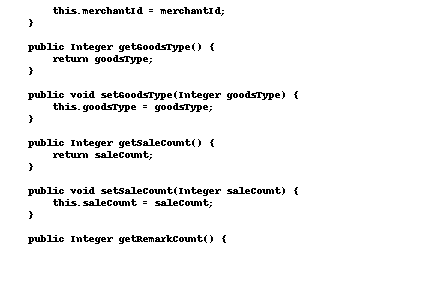 this.merchantId = merchantId;
}
public Integer getGoodsType() {
return goodsType;
}
public void setGoodsType(Integer goodsType) {
this.goodsType = goodsType;
}
public Integer getSaleCount() {
return saleCount;
}
public void setSaleCount(Integer saleCount) {
this.saleCount = saleCount;
}
public Integer getRemarkCount() {